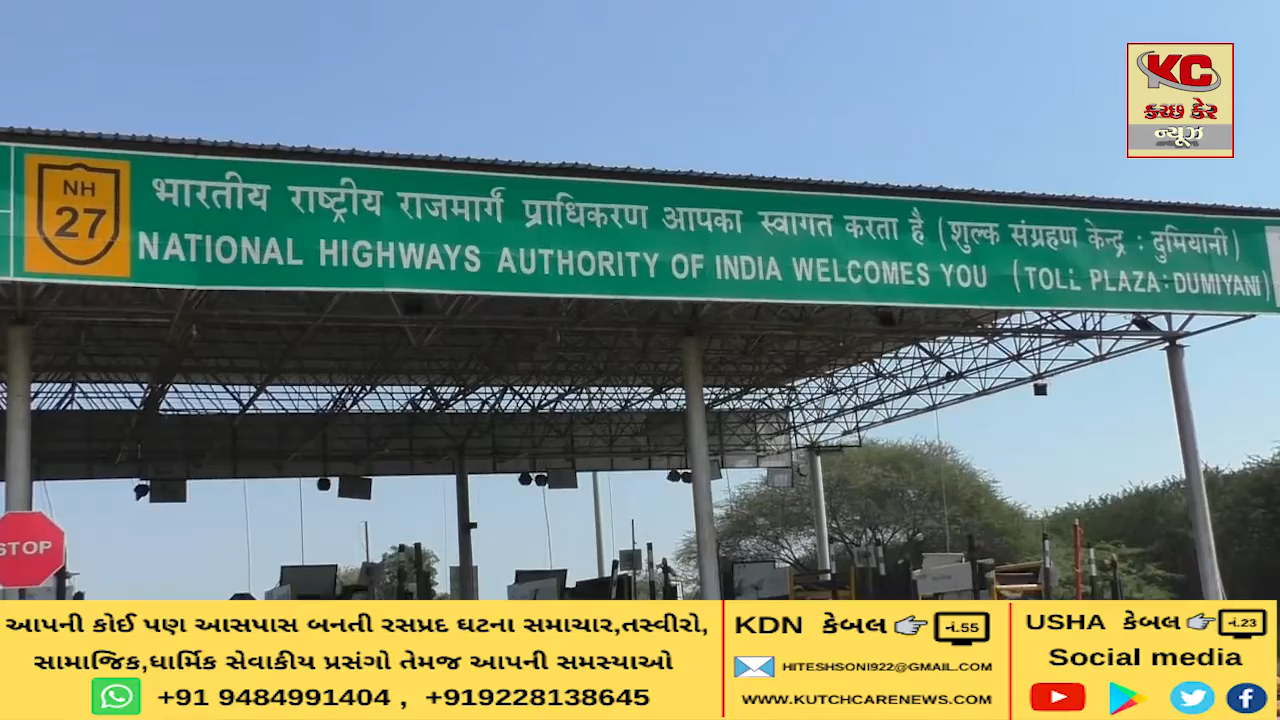 KC
કચ્છ કેર
ન્યૂઝ
NH
27
भारतीय राष्ट्रीय राजमार्ग प्राधिकरण आपका स्वागत करता है (शुल्क संग्रहण केन्द्र : दुमियानी)
NATIONAL HIGHWAYS AUTHORITY OF INDIA WELCOMES YOU (TOLL PLAZA: DUMIYANI)
STOP
આપની કોઈ પણ આસપાસ બનતી રસપ્રદ ઘટના સમાચાર,તસ્વીરો,
સામાજિક,ધાર્મિક સેવાકીય પ્રસંગો તેમજ આપની સમસ્યાઓ
+91 9484991404 , +919228138645
KDN કેબલ -નં.55
HITESHSONI922@GMAIL.COM
WWW.KUTCHCARENEWS.COM
USHA કેબલ -નં.23
Social media